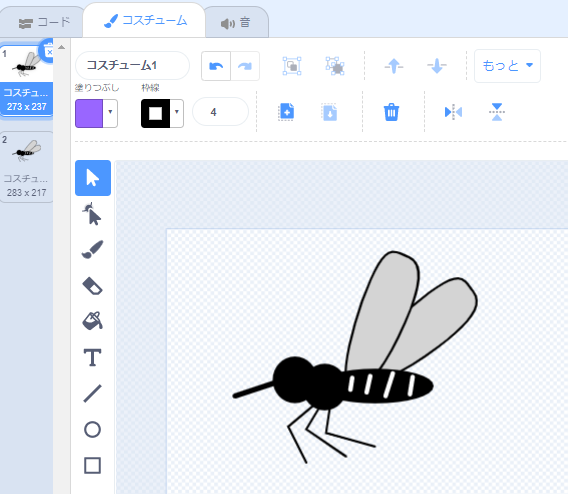 コード
コスチューム
音
1
コスチュ...
273 x 237
2
コスチュ...
283 x 217
コスチューム1
もっと
塗りつぶし
枠線
4
T